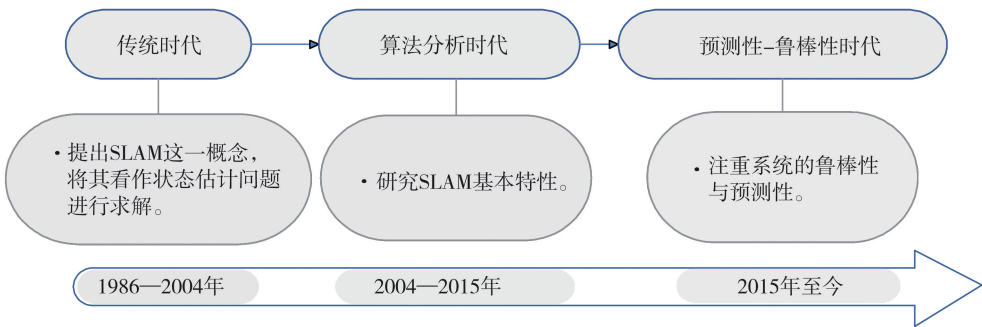 传统时代
算法分析时代
预测性-鲁棒性时代
·提出SLAM这一概念，
将其看作状态估计问题
进行求解。
·研究SLAM基本特性。
·注重系统的鲁棒性
与预测性。
1986—2004年
2004—2015年
2015年至今